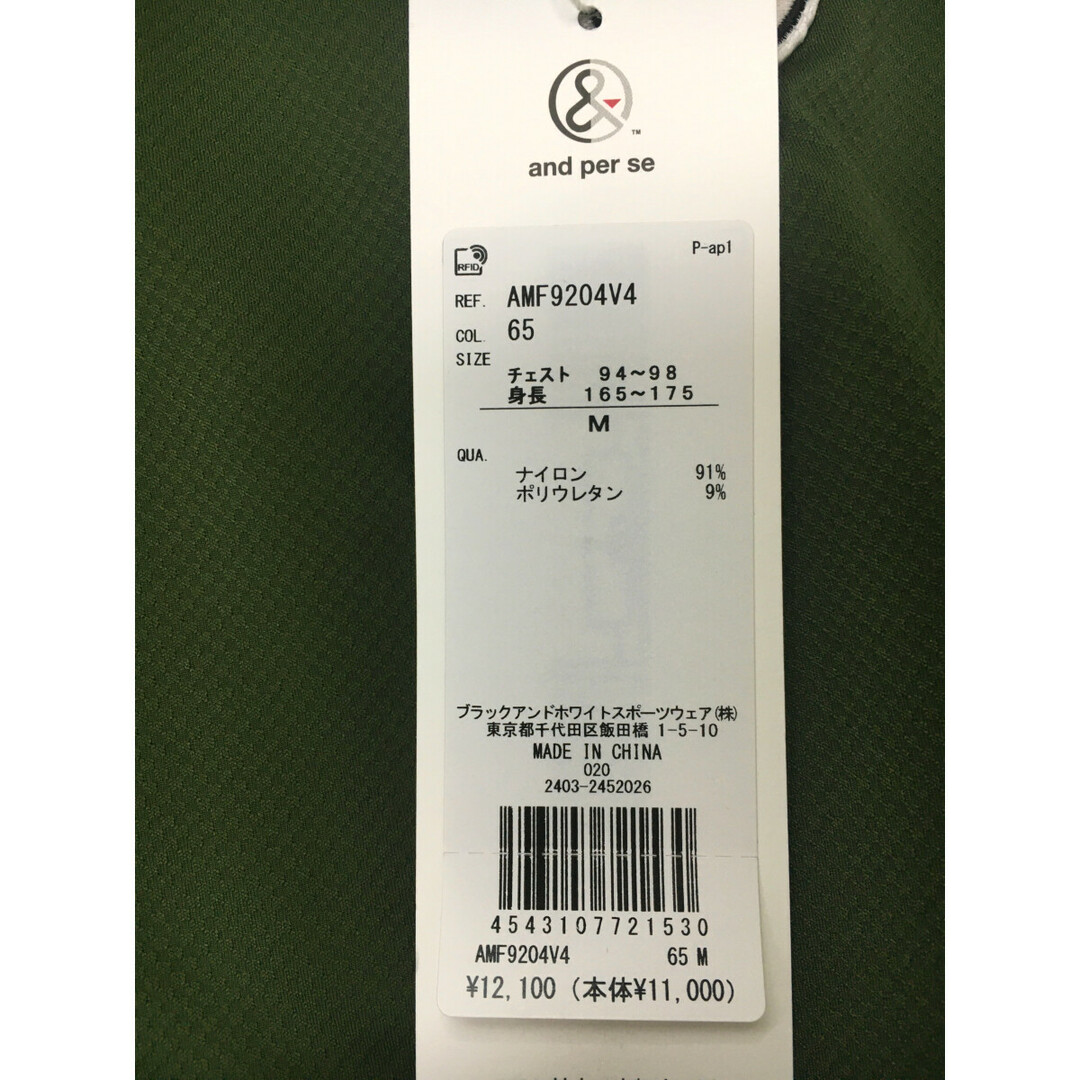 &
TM
and per se
RFID
P-ap1
REF. AMF9204V4
COL. 65
SIZE
チェスト 94～98
身長 165～175
M
QUA.
ナイロン 91%
ポリウレタン 9%
ブラックアンドホワイトスポーツウェア(株)
東京都千代田区飯田橋 1-5-10
MADE IN CHINA
020
2403-2452026
4543107721530
AMF9204V4 65 M
¥12,100 (本体¥11,000)